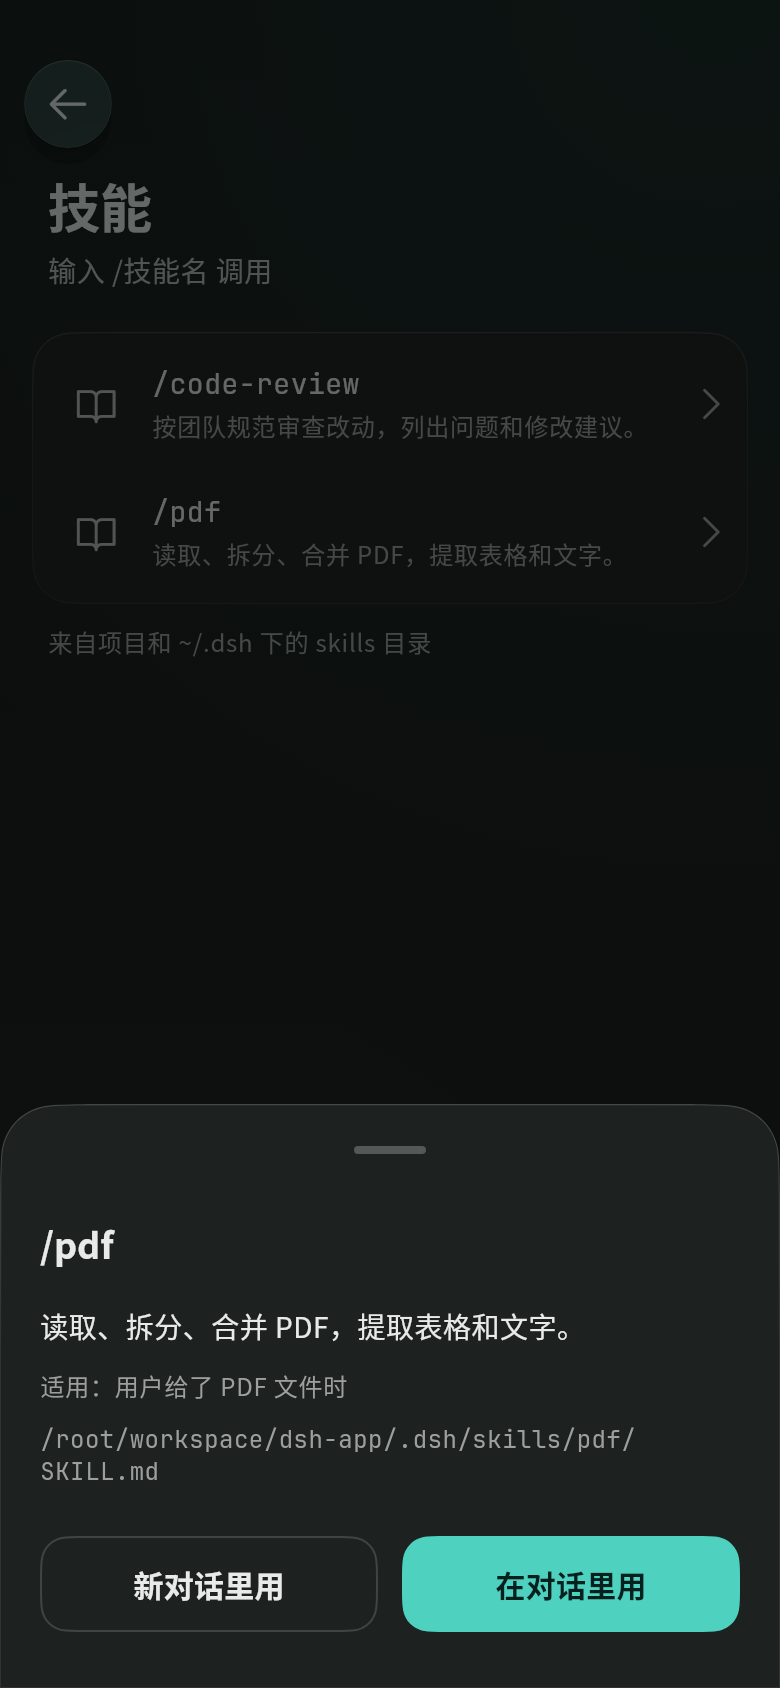 技能
输入 /技能名 调用
/code-review
按团队规范审查改动，列出问题和修改建议。
/pdf
读取、拆分、合并 PDF，提取表格和文字。
来自项目和 ~/.dsh 下的 skills 目录
/pdf
读取、拆分、合并 PDF，提取表格和文字。
适用：用户给了 PDF 文件时
/root/workspace/dsh-app/.dsh/skills/pdf/
SKILL.md
新对话里用
在对话里用